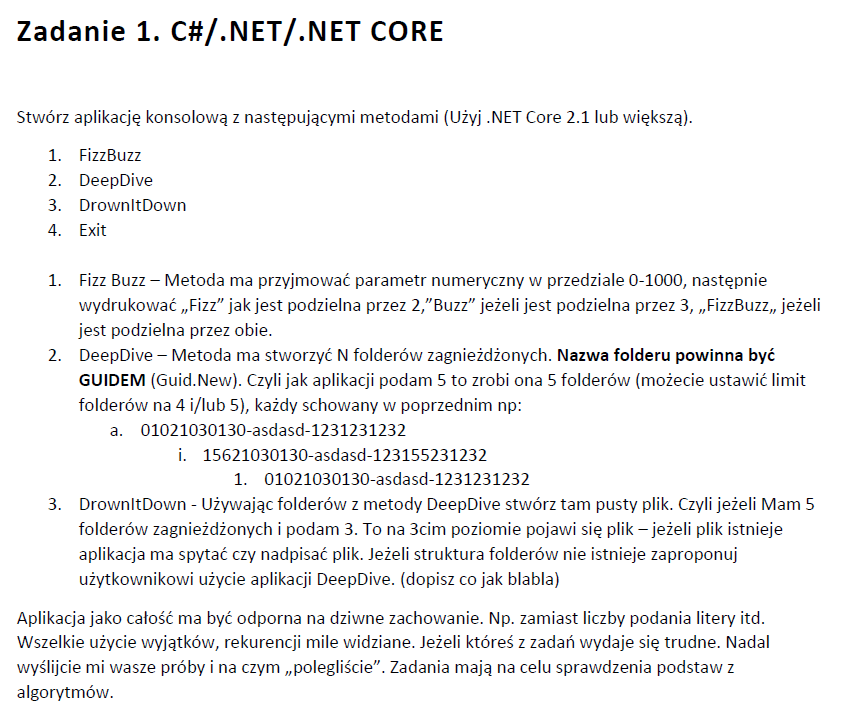 Zadanie 1. C#/.NET/.NET CORE
Stwórz aplikację konsolową z następującymi metodami (Użyj .NET Core 2.1 lub większą).
1. FizzBuzz
2. DeepDive
3. DrownItDown
4. Exit
1. Fizz Buzz – Metoda ma przyjmować parametr numeryczny w przedziale 0-1000, następnie
wydrukować „Fizz” jak jest podzielna przez 2,”Buzz” jeżeli jest podzielna przez 3, „FizzBuzz„ jeżeli
jest podzielna przez obie.
2. DeepDive – Metoda ma stworzyć N folderów zagnieżdżonych. Nazwa folderu powinna być
GUIDEM (Guid.New). Czyli jak aplikacji podam 5 to zrobi ona 5 folderów (możecie ustawić limit
folderów na 4 i/lub 5), każdy schowany w poprzednim np:
a. 01021030130-asdasd-1231231232
i. 15621030130-asdasd-123155231232
1. 01021030130-asdasd-1231231232
3. DrownItDown - Używając folderów z metody DeepDive stwórz tam pusty plik. Czyli jeżeli Mam 5
folderów zagnieżdżonych i podam 3. To na 3cim poziomie pojawi się plik – jeżeli plik istnieje
aplikacja ma spytać czy nadpisać plik. Jeżeli struktura folderów nie istnieje zaproponuj
użytkownikowi użycie aplikacji DeepDive. (dopisz co jak blabla)
Aplikacja jako całość ma być odporna na dziwne zachowanie. Np. zamiast liczby podania litery itd.
Wszelkie użycie wyjątków, rekurencji mile widziane. Jeżeli któreś z zadań wydaje się trudne. Nadal
wyślijcie mi wasze próby i na czym „polegliście”. Zadania mają na celu sprawdzenia podstaw z
algorytmów.